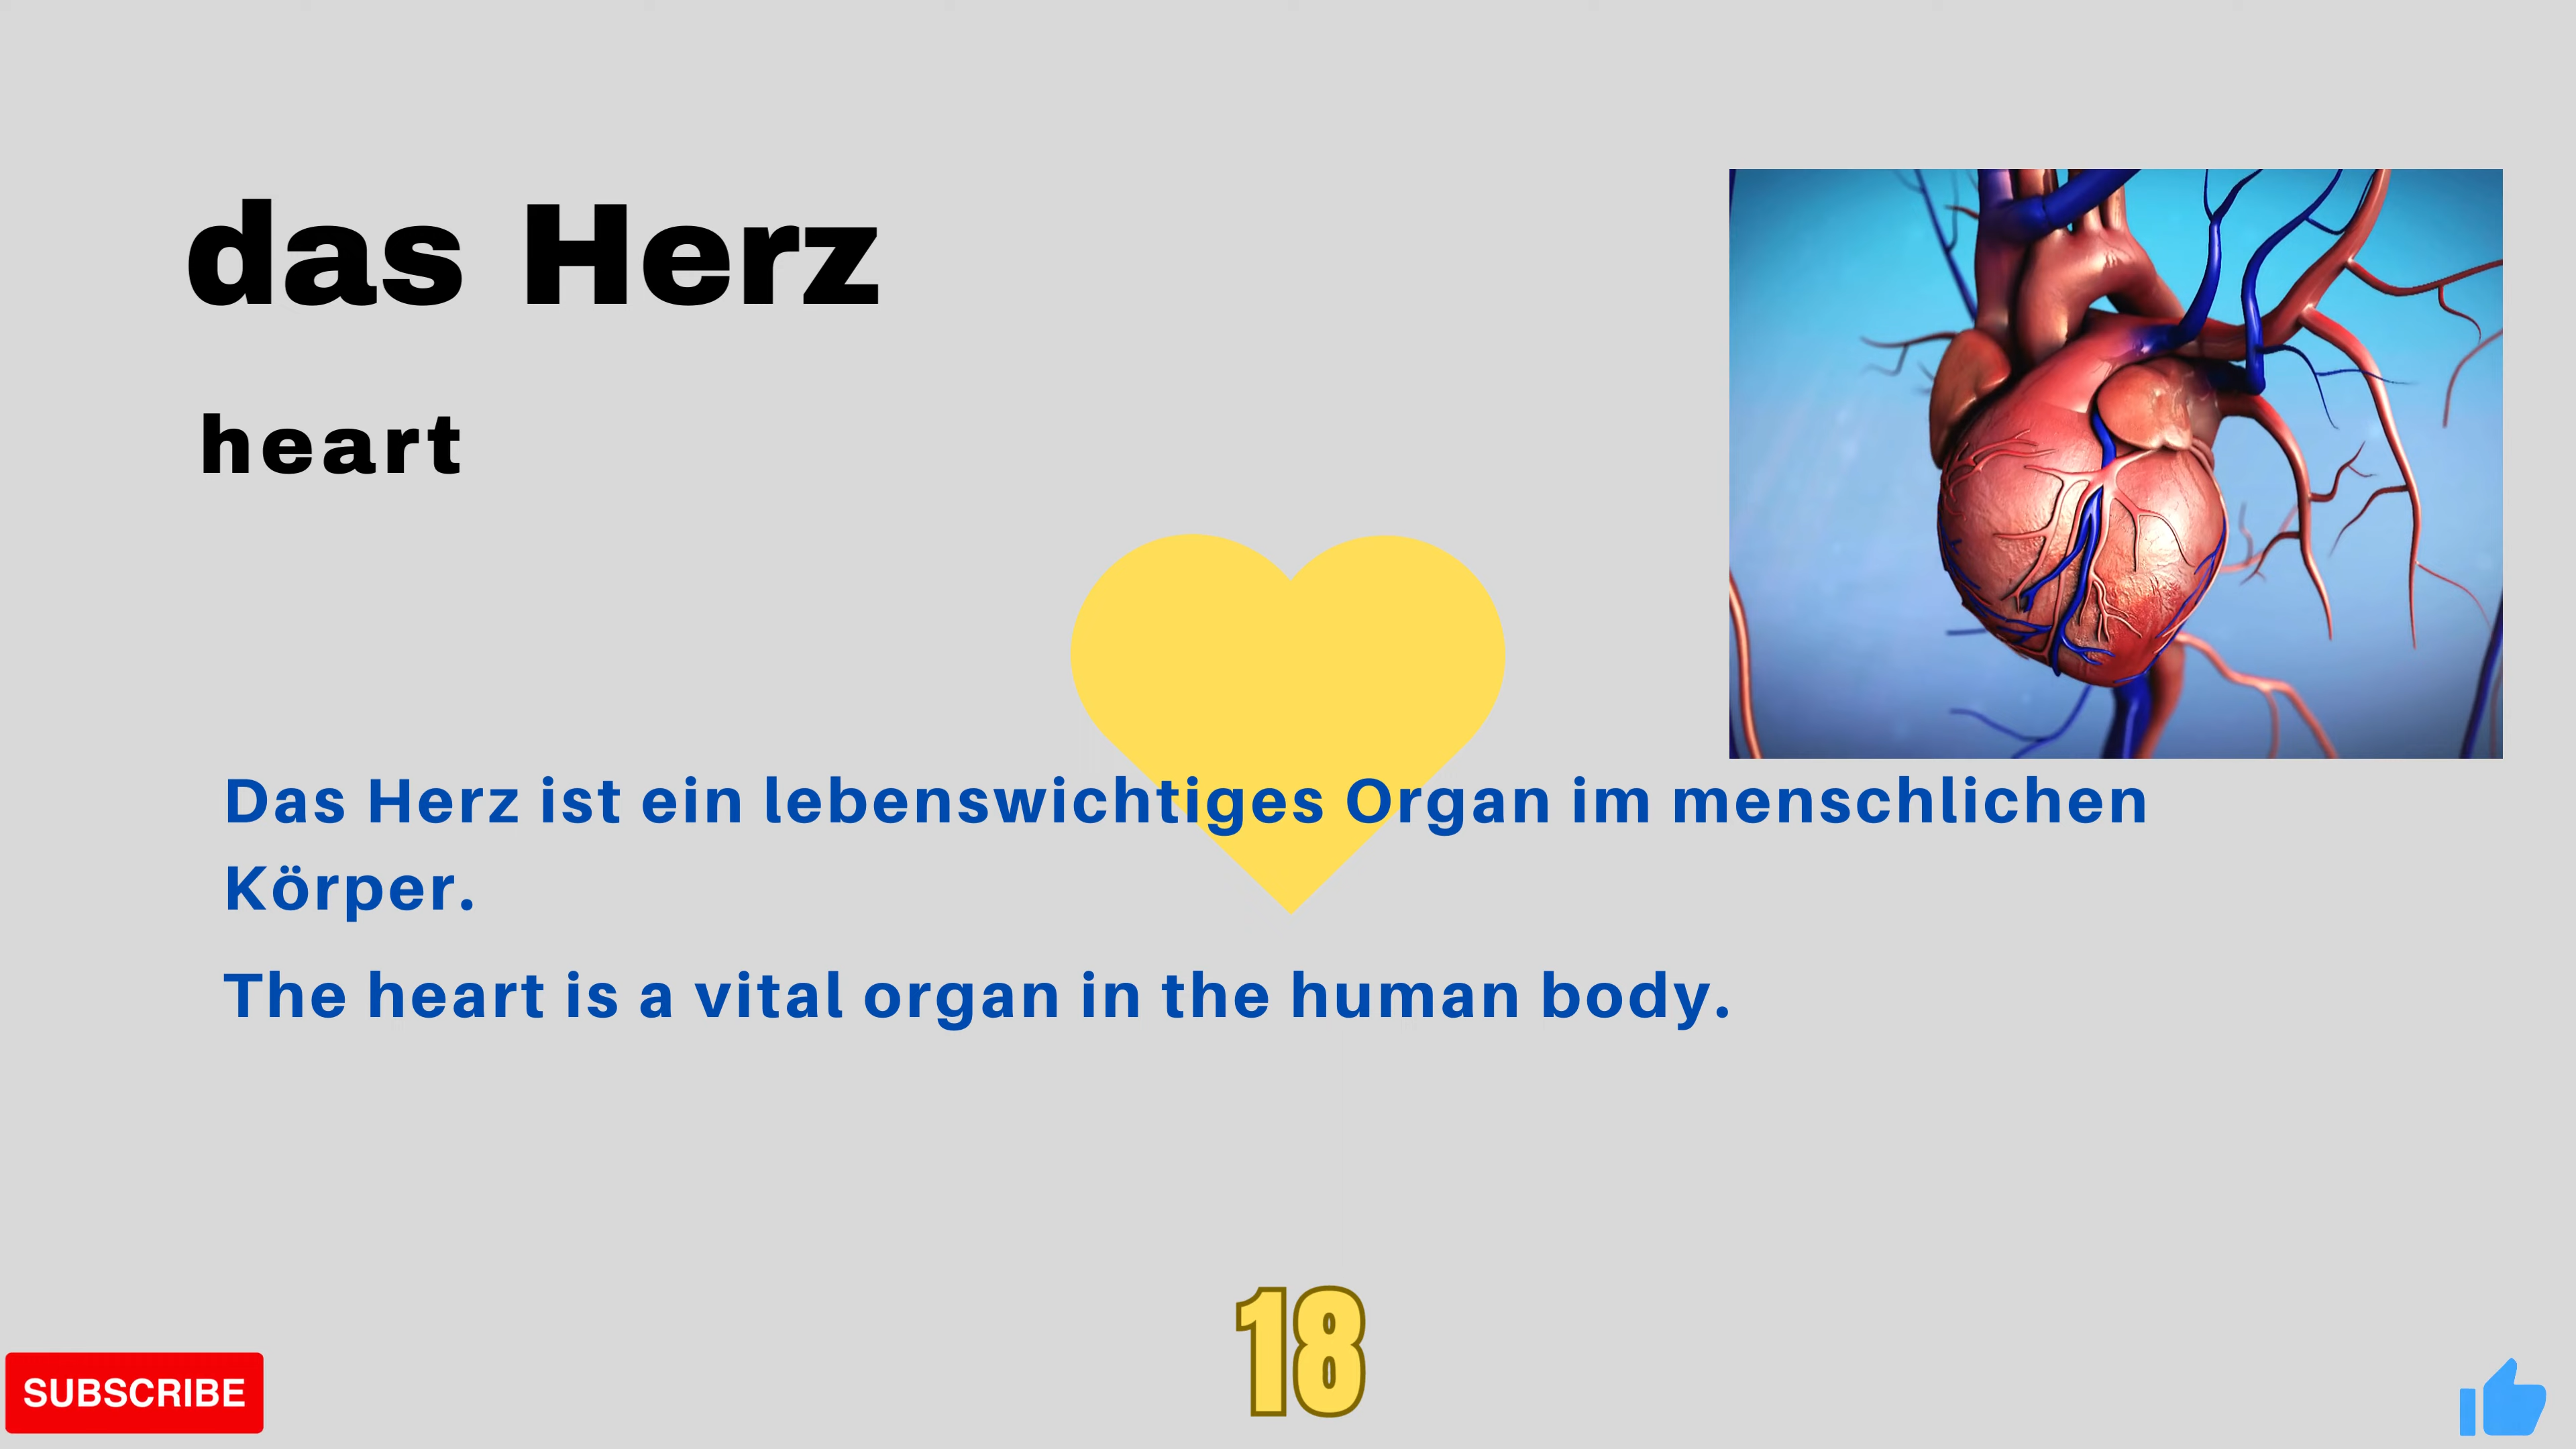 das Herz
heart
Das Herz ist ein lebenswichtiges Organ im menschlichen
Körper.
The heart is a vital organ in the human body.
18
SUBSCRIBE